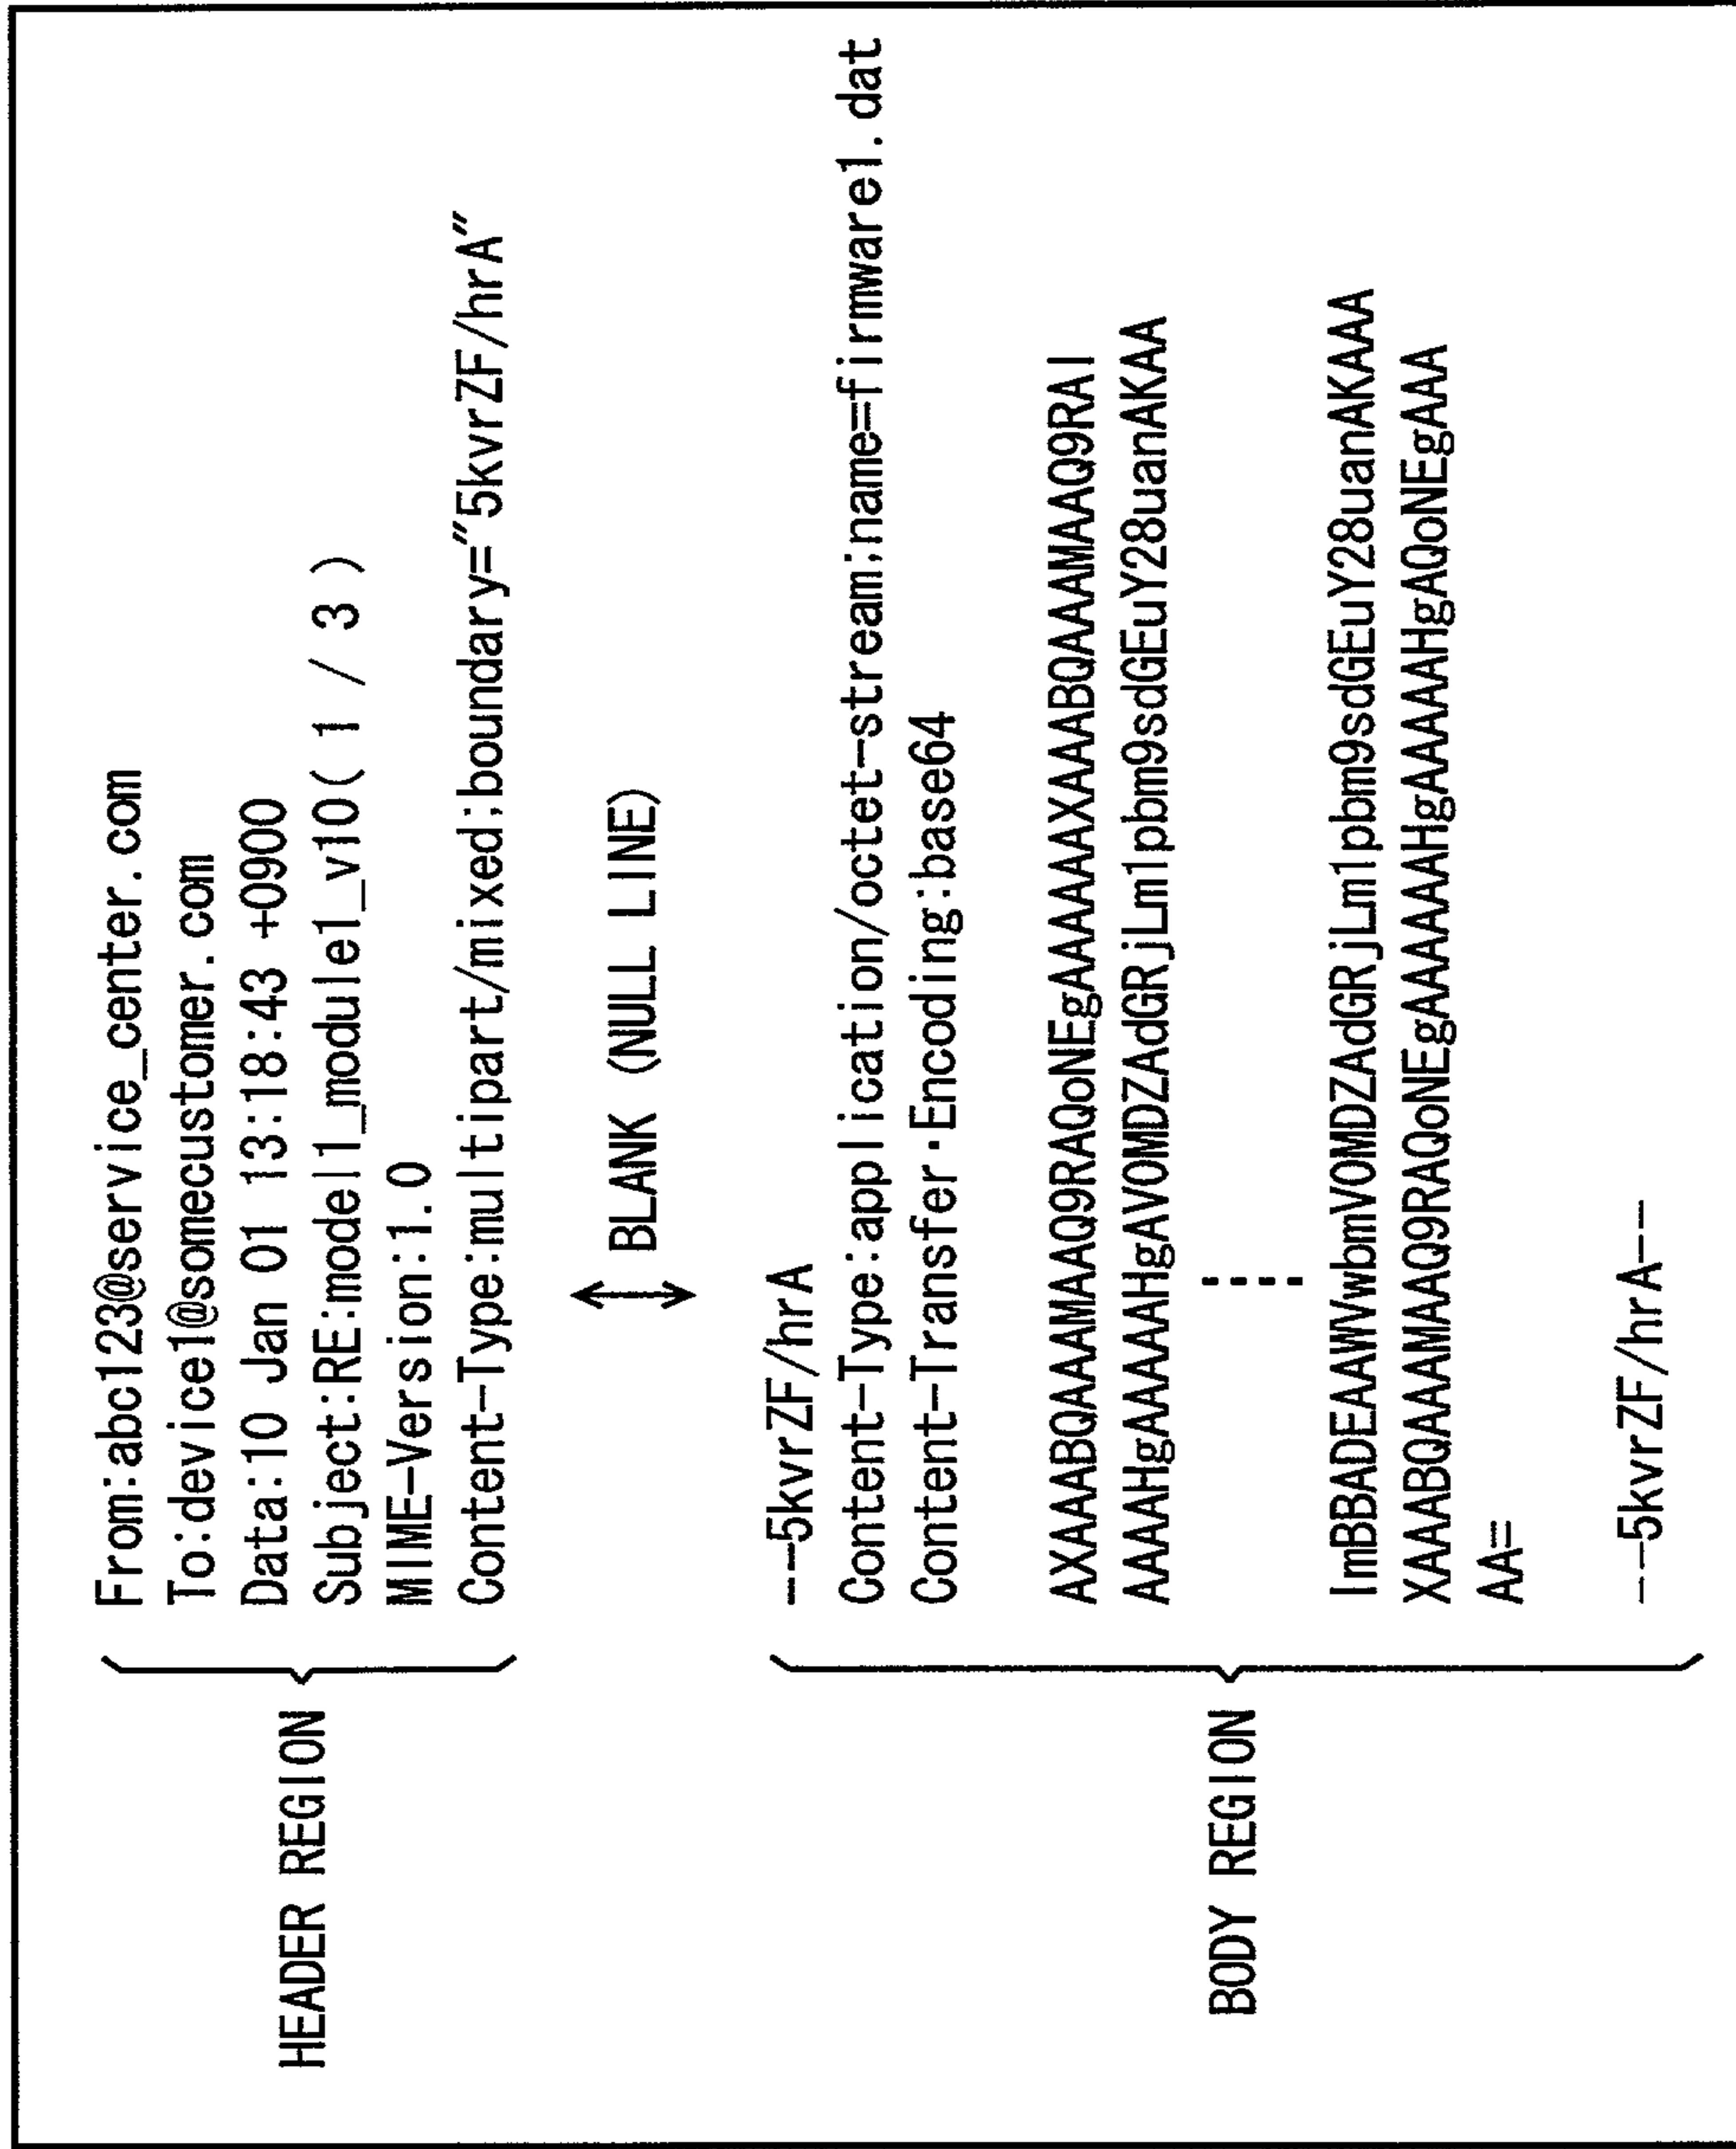 HEADER REGION
From:abc123@service_center.com
To:device1@somecustomer.com
Data:10 Jan 01 13:18:43 +0900
Subject:RE:model1_module1_v10( 1 / 3 )
MIME-Version:1.0
Content-Type:multipart/mixed;boundary="5kvrZF/hrA"
BLANK (NULL LINE)
BODY REGION
---5kvrZF/hrA
Content-Type:application/octet-stream;name=firmware1.dat
Content-Transfer·Encoding:base64
AXAAABQAAAMAAQ9RAQoNEgAAAAAAXAAABQAAAMAAQ9RAI
AAAAAHgAAAAAHgAVOMDZAdGRjLm1pbm9sdGEuY28uanAKAA
ImBBADEAAWVwbmVOMDZAdGRjLm1pbm9sdGEuY28uanAKAAA
XAAABQAAAMAAQ9RAQoNEgAAAAAAHgAAAAAHgAQoNEgAAA
AA=
---5kvrZF/hrA--